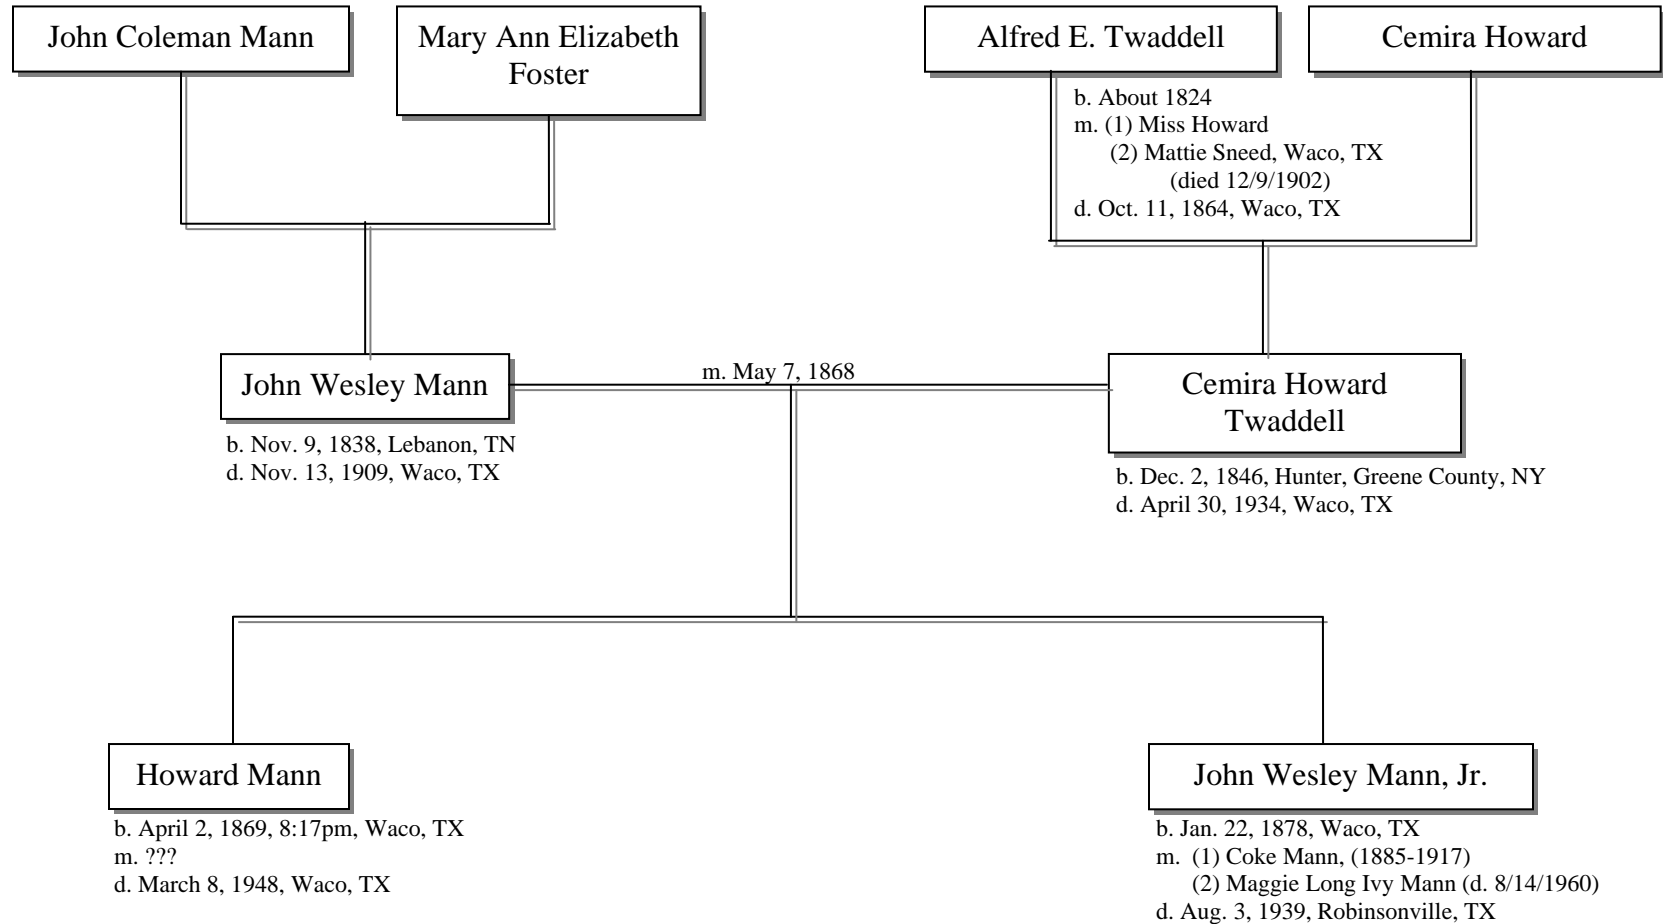 John Coleman Mann
Mary Ann Elizabeth
Foster
Alfred E. Twaddell
b. About 1824
m. (1) Miss Howard
(2) Mattie Sneed, Waco, TX
(died 12/9/1902)
d. Oct. 11, 1864, Waco, TX
Cemira Howard
John Wesley Mann
b. Nov. 9, 1838, Lebanon, TN
d. Nov. 13, 1909, Waco, TX
m. May 7, 1868
Cemira Howard
Twaddell
b. Dec. 2, 1846, Hunter, Greene County, NY
d. April 30, 1934, Waco, TX
Howard Mann
b. April 2, 1869, 8:17pm, Waco, TX
m. ???
d. March 8, 1948, Waco, TX
John Wesley Mann, Jr.
b. Jan. 22, 1878, Waco, TX
m. (1) Coke Mann, (1885-1917)
(2) Maggie Long Ivy Mann (d. 8/14/1960)
d. Aug. 3, 1939, Robinsonville, TX